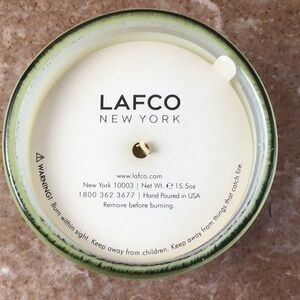 LAFCO
NEW YORK
www.lafco.com
New York 10003 | Net Wt. ℮ 15.5oz
1800 362 3677 | Hand Poured in USA
Remove before burning.
⚠ WARNING! Burn within sight. Keep away from children. Keep away from things that catch fire.